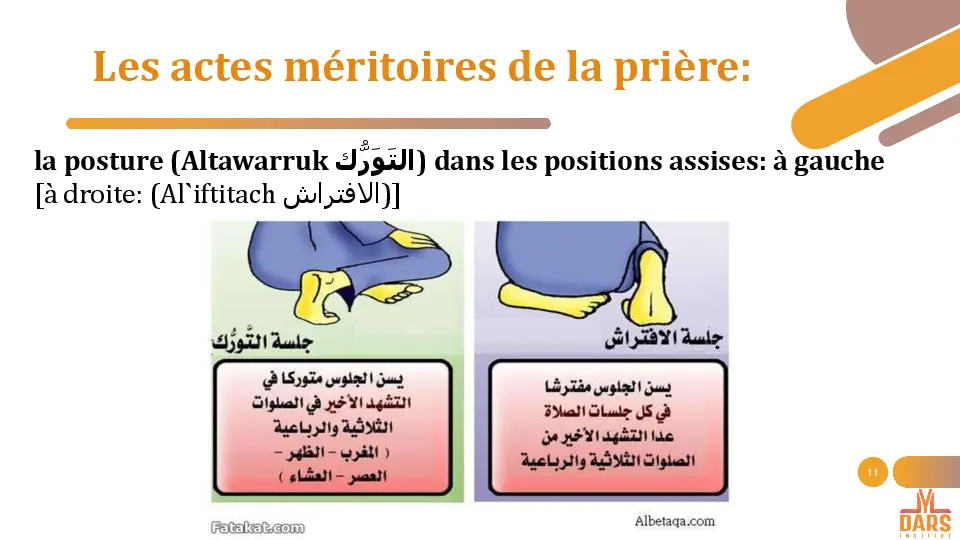 Les actes méritoires de la prière:
la posture (Altawarruk التَوَرُّك) dans les positions assises: à gauche
[à droite: (Al`iftitach الافتراش)]
جلسة التَّورُّك
يسن الجلوس متوركا في
التشهد الأخير في الصلوات
الثلاثية والرباعية
( المغرب - الظهر -
العصر - العشاء )
Fatakat.com
جلسة الافتراش
يسن الجلوس مفترشا
في كل جلسات الصلاة
عدا التشهد الأخير من
الصلوات الثلاثية والرباعية
Albetaqa.com
11
DARS
INSTITUT